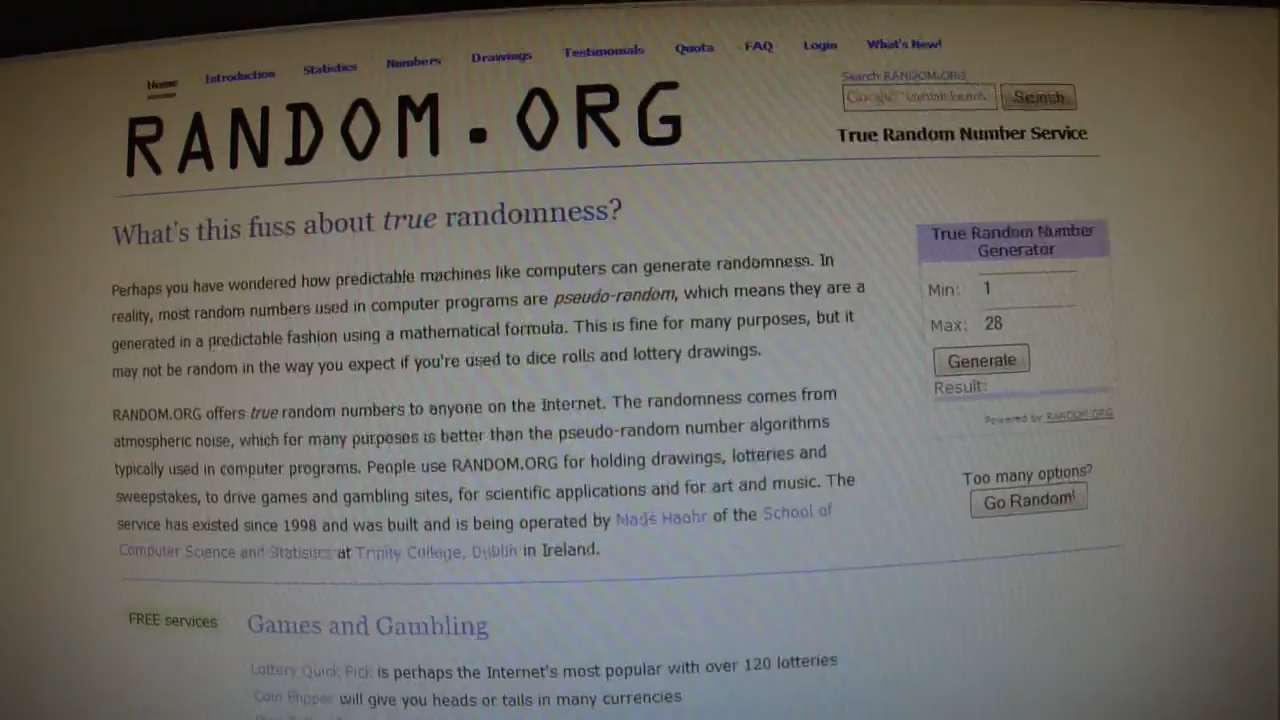 Home Introduction Statistics Numbers Drawings Testimonials Quota FAQ Login What's New!
Search RANDOM.ORG
Google Search
RANDOM.ORG
True Random Number Service
What's this fuss about true randomness?
Perhaps you have wondered how predictable machines like computers can generate randomness. In
reality, most random numbers used in computer programs are pseudo-random, which means they are a
generated in a predictable fashion using a mathematical formula. This is fine for many purposes, but it
may not be random in the way you expect if you're used to dice rolls and lottery drawings.
RANDOM.ORG offers true random numbers to anyone on the Internet. The randomness comes from
atmospheric noise, which for many purposes is better than the pseudo-random number algorithms
typically used in computer programs. People use RANDOM.ORG for holding drawings, lotteries and
sweepstakes, to drive games and gambling sites, for scientific applications and for art and music. The
service has existed since 1998 and was built and is being operated by Mads Haahr of the School of
Computer Science and Statistics at Trinity College, Dublin in Ireland.
True Random Number
Generator
Min: 1
Max: 28
Generate
Result:
Powered by RANDOM.ORG
Too many options?
Go Random!
FREE services
Games and Gambling
Lottery Quick Pick is perhaps the Internet's most popular with over 120 lotteries
Coin Flipper will give you heads or tails in many currencies